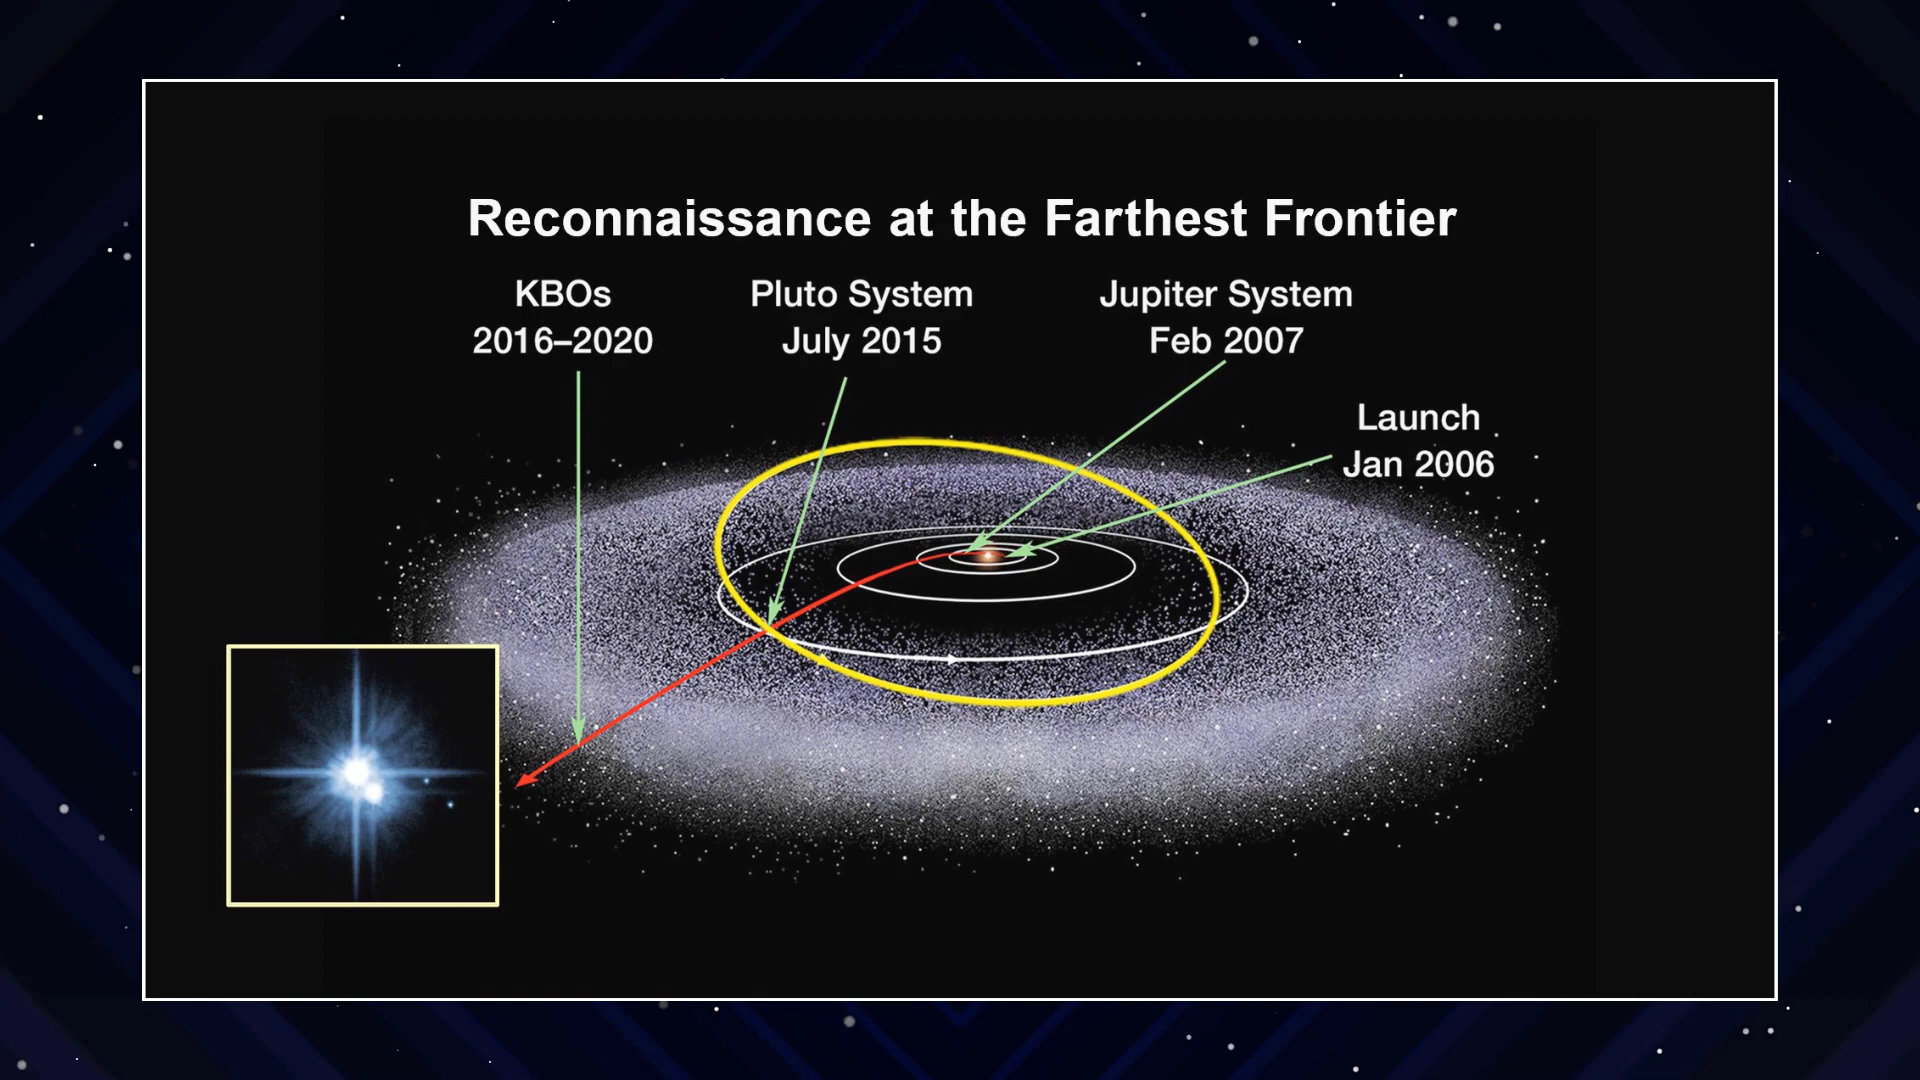 Reconnaissance at the Farthest Frontier
KBOs
2016–2020
Pluto System
July 2015
Jupiter System
Feb 2007
Launch
Jan 2006